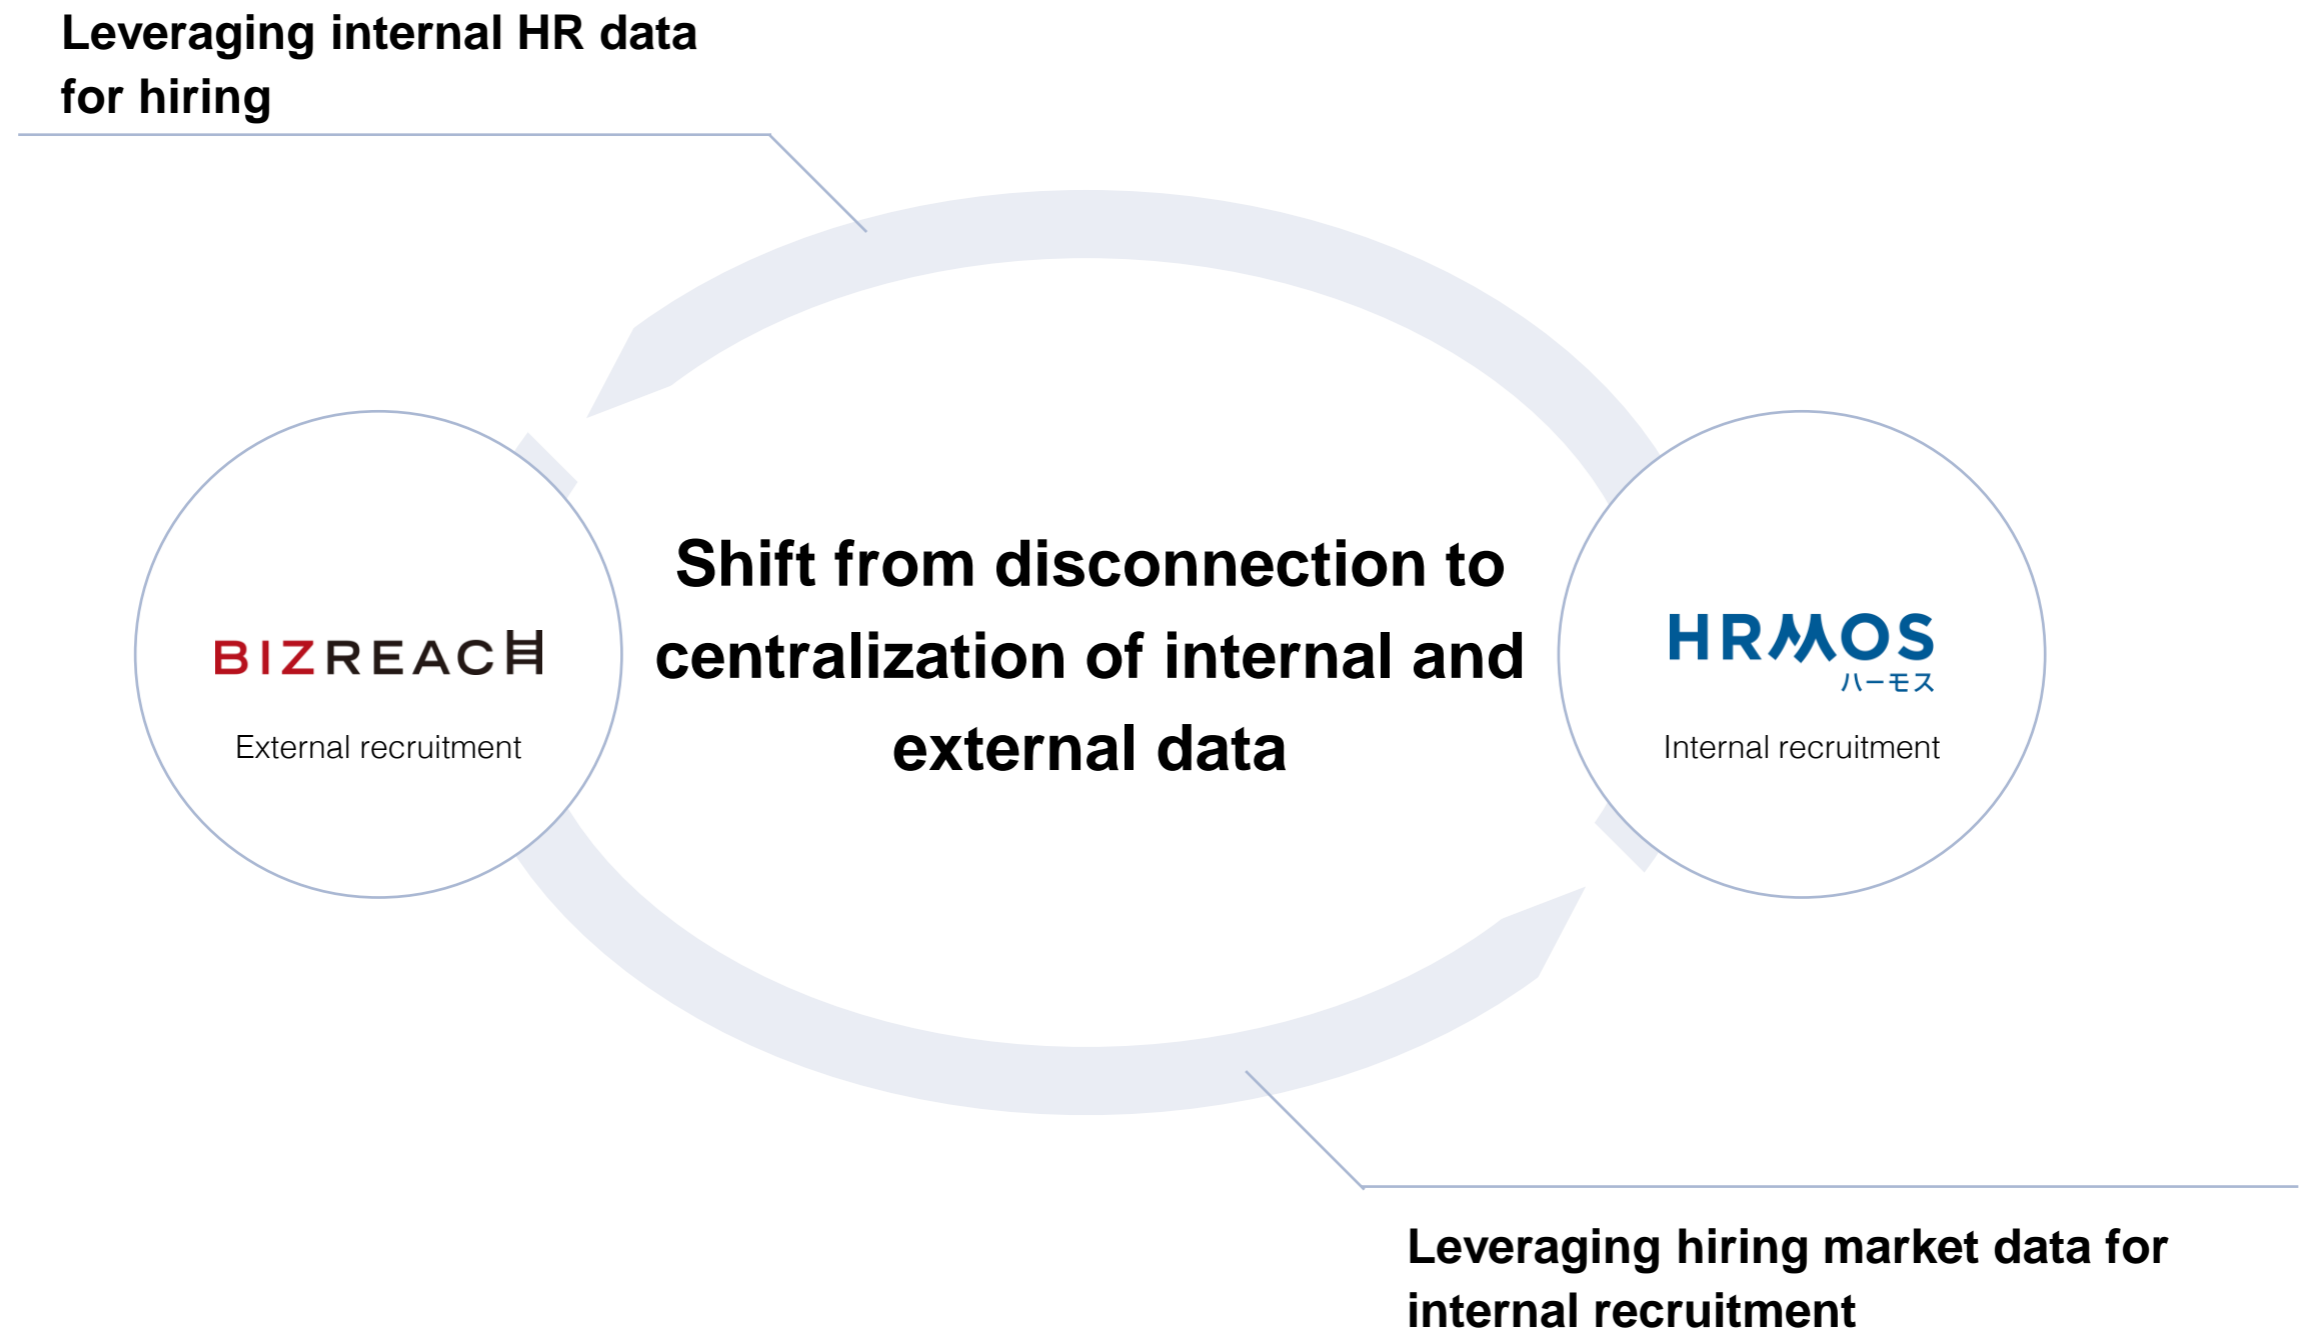 Leveraging internal HR data
for hiring
Shift from disconnection to
centralization of internal and
external data
BIZREACH
External recruitment
HRMOS
ハーモス
Internal recruitment
Leveraging hiring market data for
internal recruitment